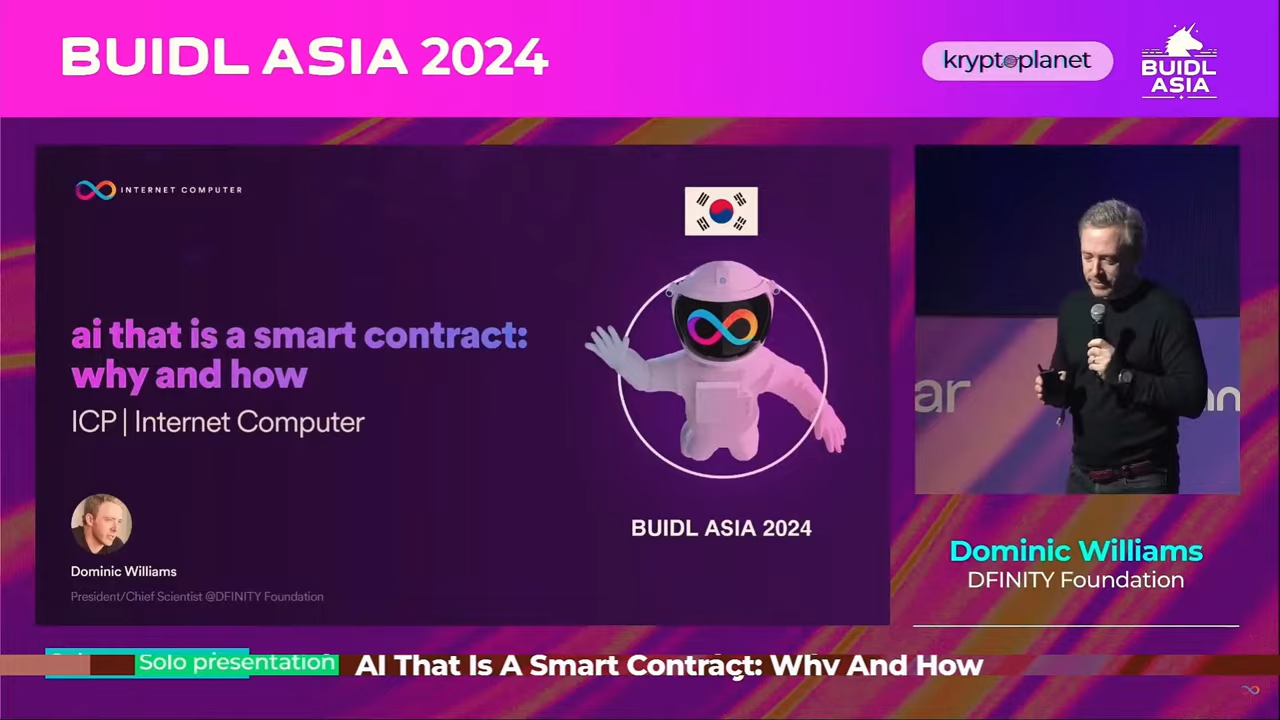 BUIDL ASIA 2024
kryptoplanet
BUIDL
ASIA
INTERNET COMPUTER
ai that is a smart contract:
why and how
ICP | Internet Computer
BUIDL ASIA 2024
Dominic Williams
President/Chief Scientist @DFINITY Foundation
ar
Dominic Williams
DFINITY Foundation
Solo presentation
AI That Is A Smart Contract: Why And How